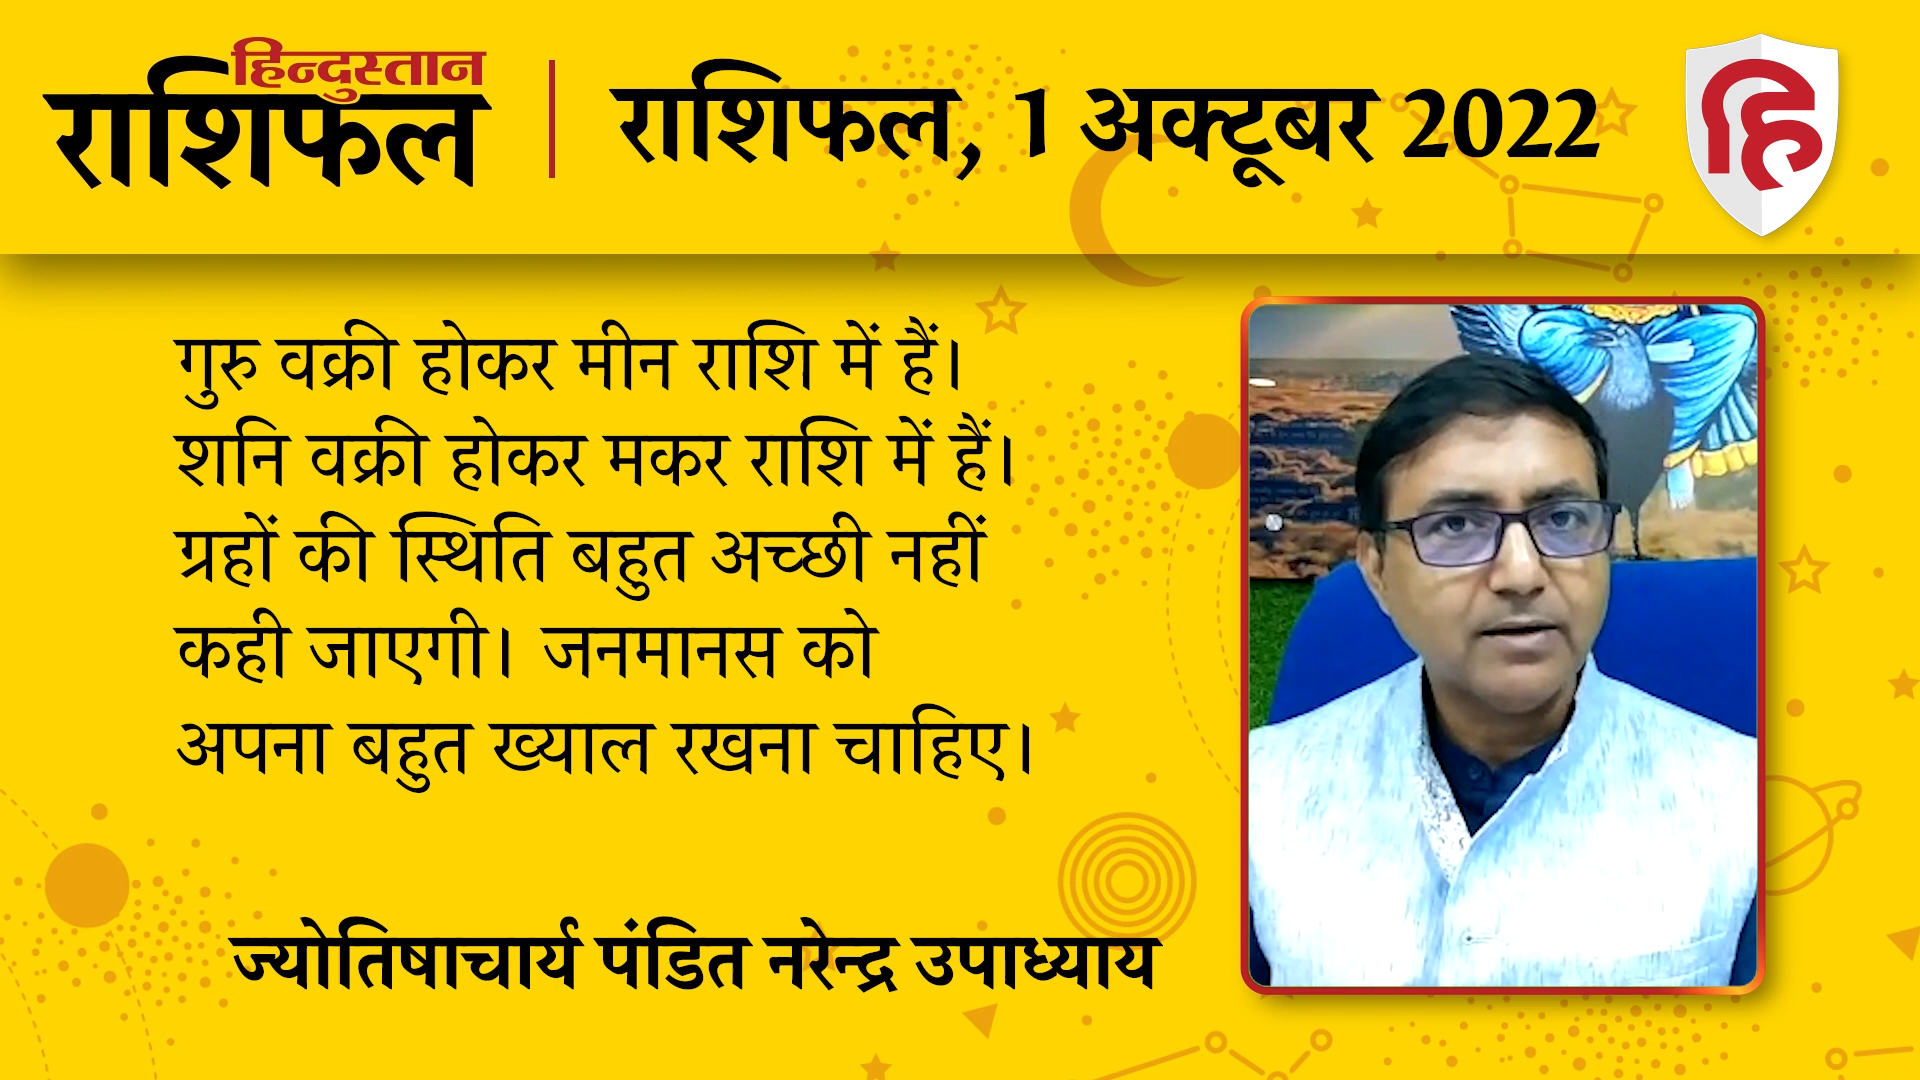 हिन्दुस्तान
राशिफल
राशिफल, 1 अक्टूबर 2022
हि
गुरु वक्री होकर मीन राशि में हैं।
शनि वक्री होकर मकर राशि में हैं।
ग्रहों की स्थिति बहुत अच्छी नहीं
कही जाएगी। जनमानस को
अपना बहुत ख्याल रखना चाहिए।
ज्योतिषाचार्य पंडित नरेन्द्र उपाध्याय